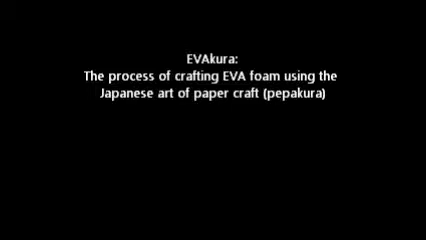 EVAkura:
The process of crafting EVA foam using the
Japanese art of paper craft (pepakura)